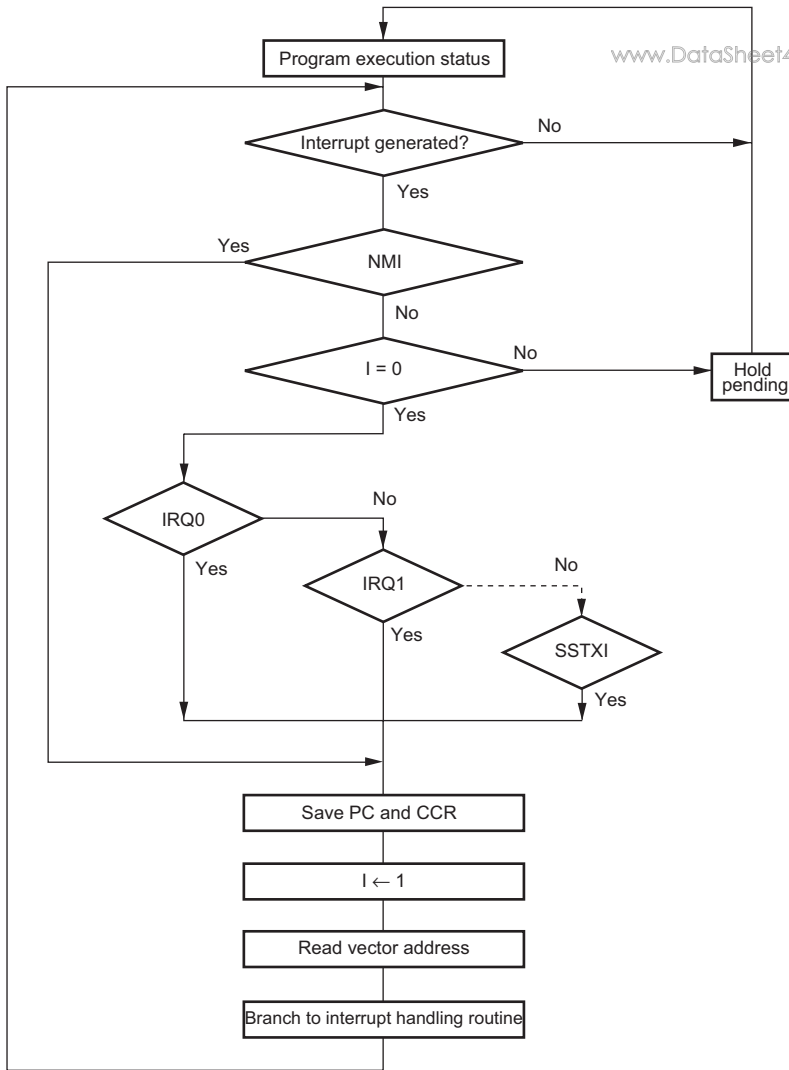 Program execution status
www.DataSheet4
Interrupt generated?
No
Yes
Yes
NMI
No
I = 0
No
Hold
pending
Yes
IRQ0
No
Yes
IRQ1
No
Yes
SSTXI
Yes
Save PC and CCR
I ← 1
Read vector address
Branch to interrupt handling routine